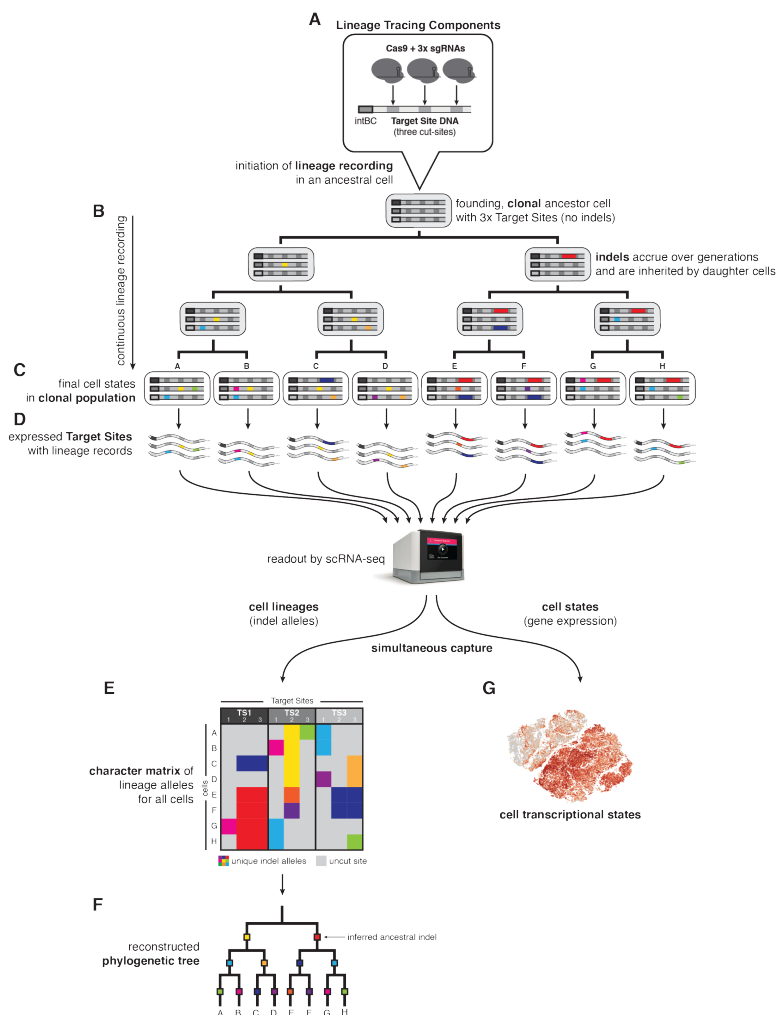 A
Lineage Tracing Components
Cas9 + 3x sgRNAs
intBC
Target Site DNA
(three cut-sites)
initiation of lineage recording
in an ancestral cell
B
founding, clonal ancestor cell
with 3x Target Sites (no indels)
continuous lineage recording
indels accrue over generations
and are inherited by daughter cells
A B C D E F G H
C
final cell states
in clonal population
D
expressed Target Sites
with lineage records
readout by scRNA-seq
cell lineages
(indel alleles)
cell states
(gene expression)
simultaneous capture
E
Target Sites
TS1 TS2 TS3
1 2 3 1 2 3 1 2 3
character matrix of
lineage alleles
for all cells
cells
A
B
C
D
E
F
G
H
unique indel alleles
uncut site
G
cell transcriptional states
F
reconstructed
phylogenetic tree
inferred ancestral indel
A B C D E F G H